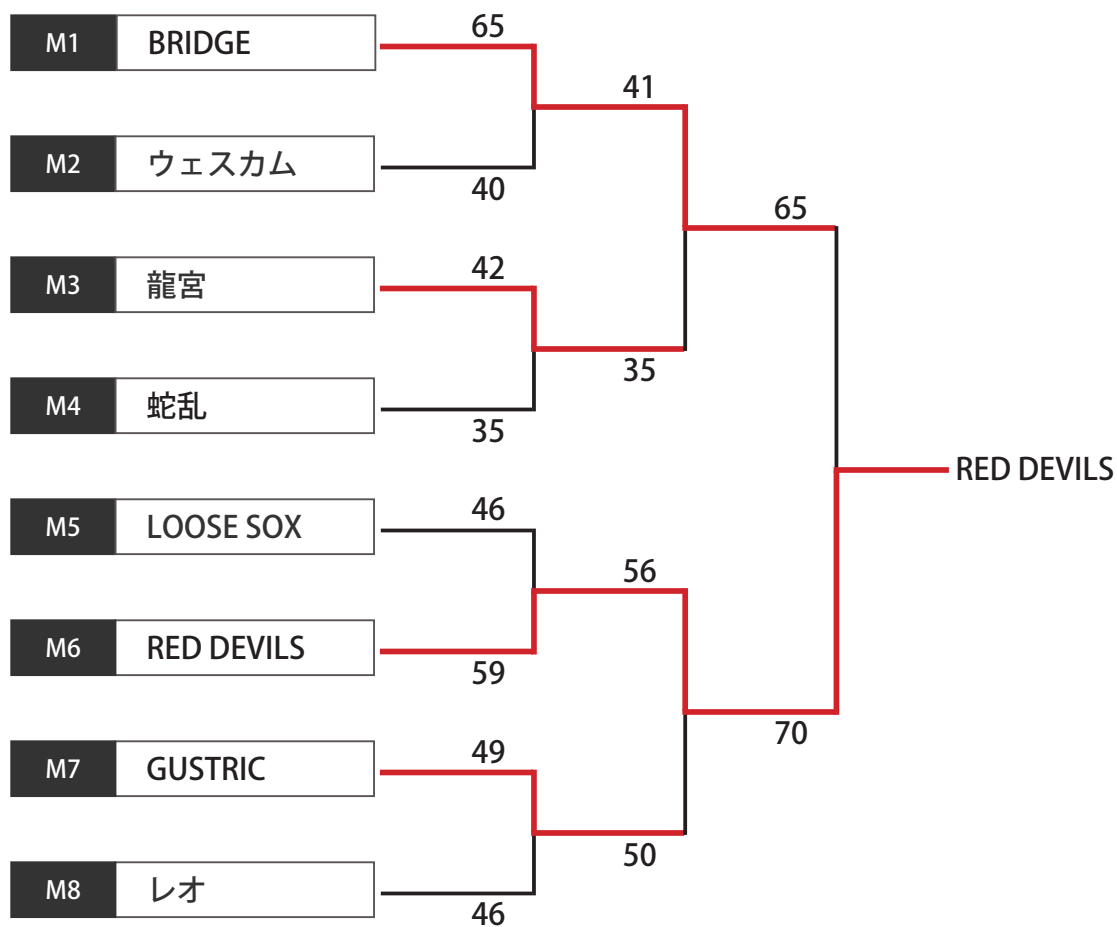 M1 BRIDGE
65
41
M2 ウェスカム
40
65
M3 龍宮
42
35
M4 蛇乱
35
RED DEVILS
M5 LOOSE SOX
46
56
M6 RED DEVILS
59
70
M7 GUSTRIC
49
50
M8 レオ
46